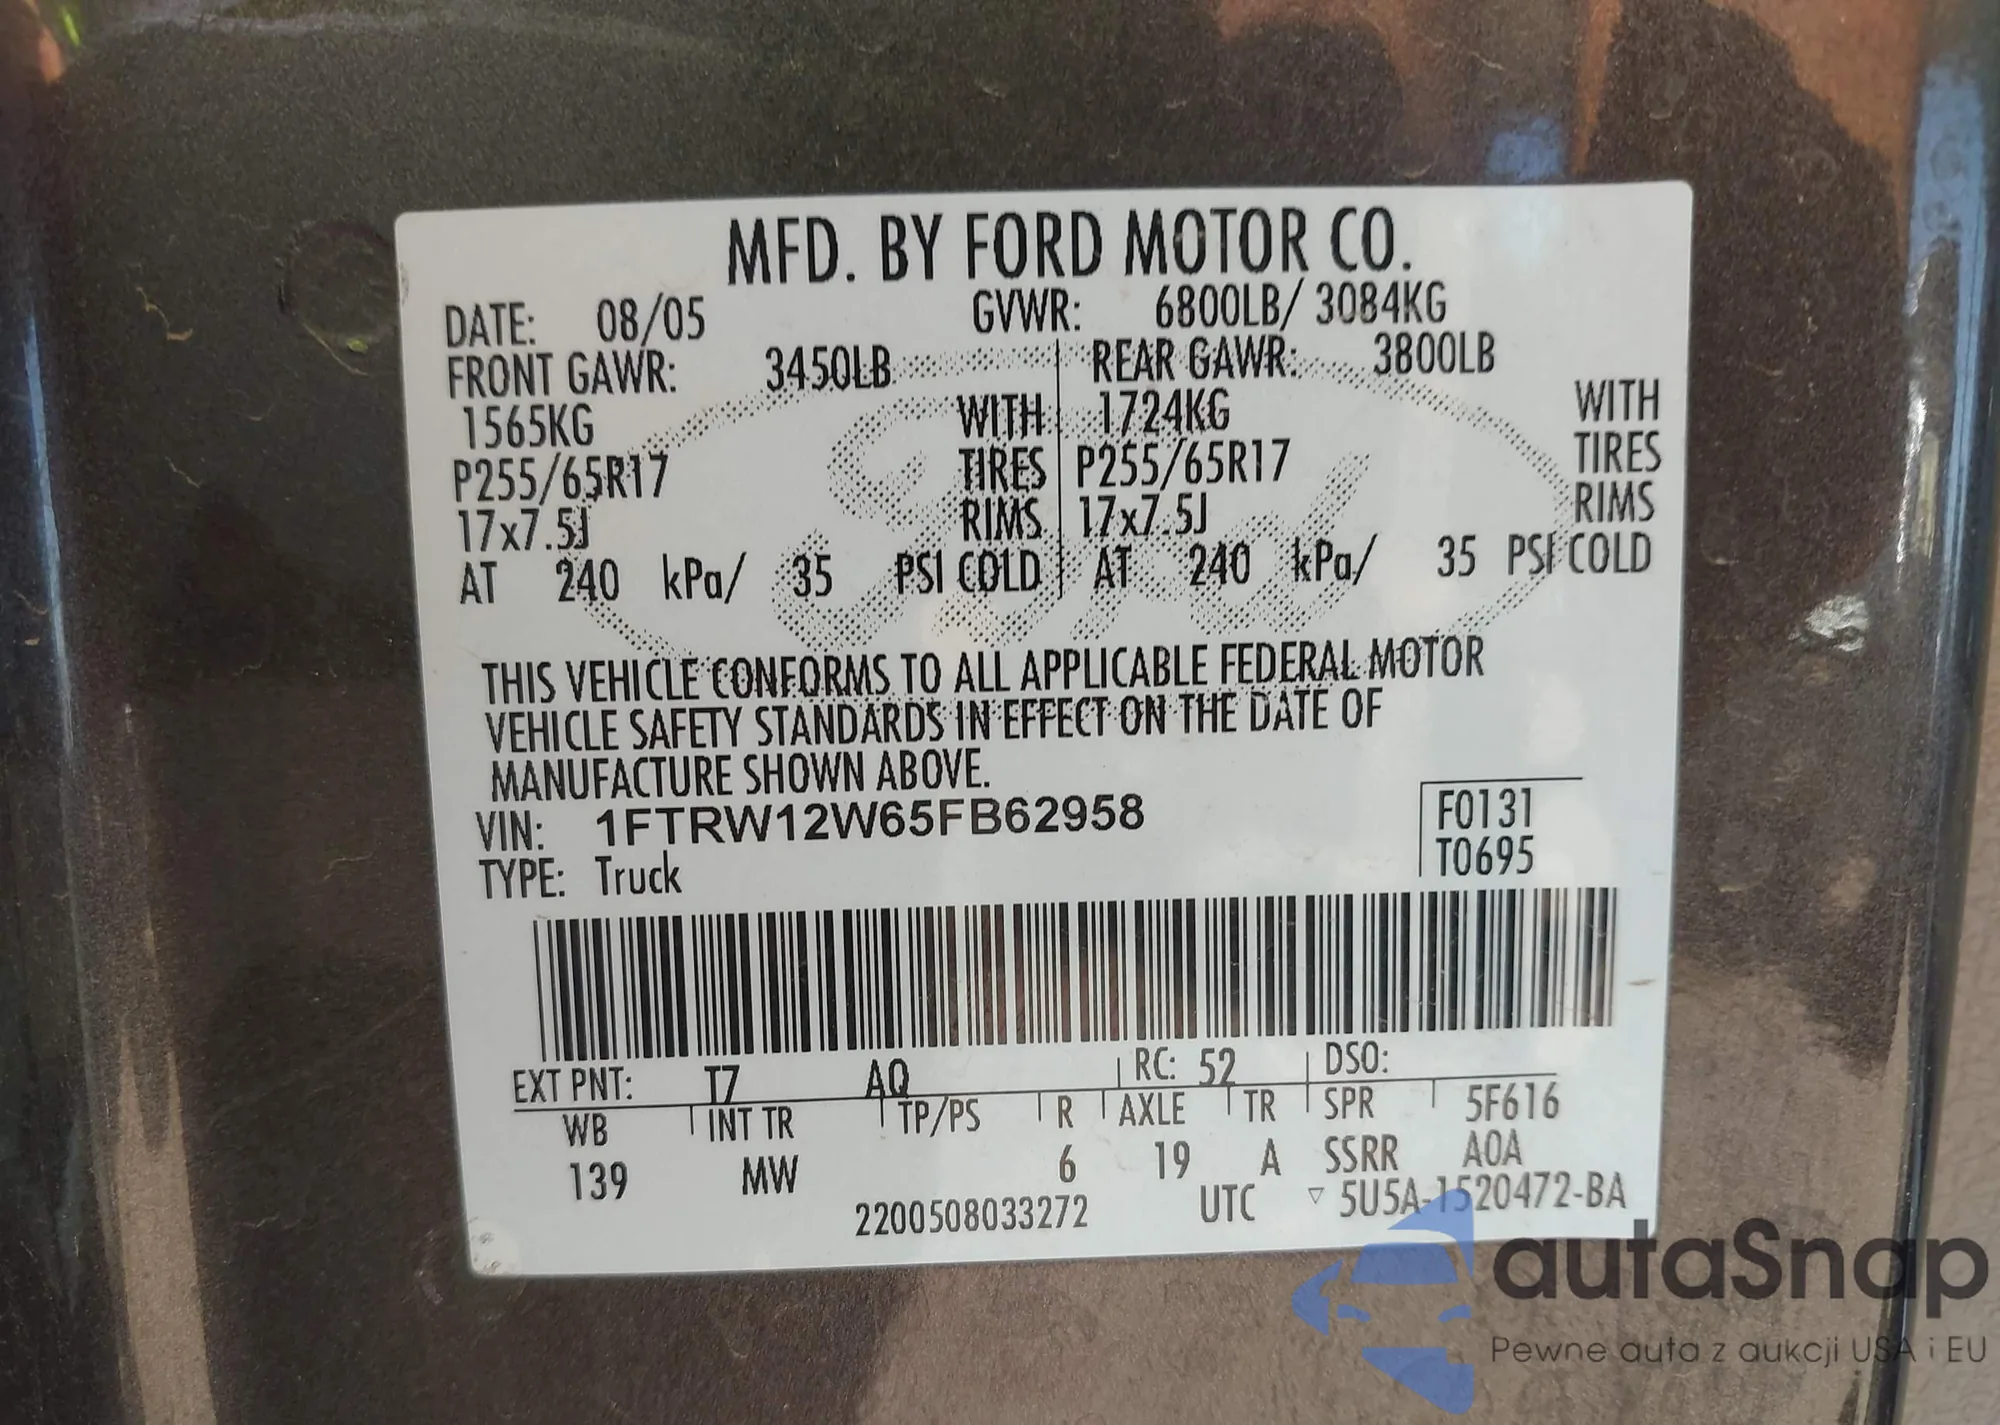 MFD. BY FORD MOTOR CO.
DATE: 08/05 GVWR: 6800LB/ 3084KG
FRONT GAWR: 3450LB REAR GAWR: 3800LB
1565KG WITH 1724KG WITH
P255/65R17 TIRES P255/65R17 TIRES
17x7.5J RIMS 17x7.5J RIMS
AT 240 kPa/ 35 PSI COLD AT 240 kPa/ 35 PSI COLD
THIS VEHICLE CONFORMS TO ALL APPLICABLE FEDERAL MOTOR
VEHICLE SAFETY STANDARDS IN EFFECT ON THE DATE OF
MANUFACTURE SHOWN ABOVE.
VIN: 1FTRW12W65FB62958 F0131
TYPE: Truck T0695
EXT PNT: T7 AQ RC: 52 DSO:
WB INT TR TP/PS R AXLE TR SPR 5F616
139 MW 6 19 A SSRR A0A
2200508033272 UTC ▽ 5U5A-1520472-BA
autaSnap
Pewne auta z aukcji USA i EU